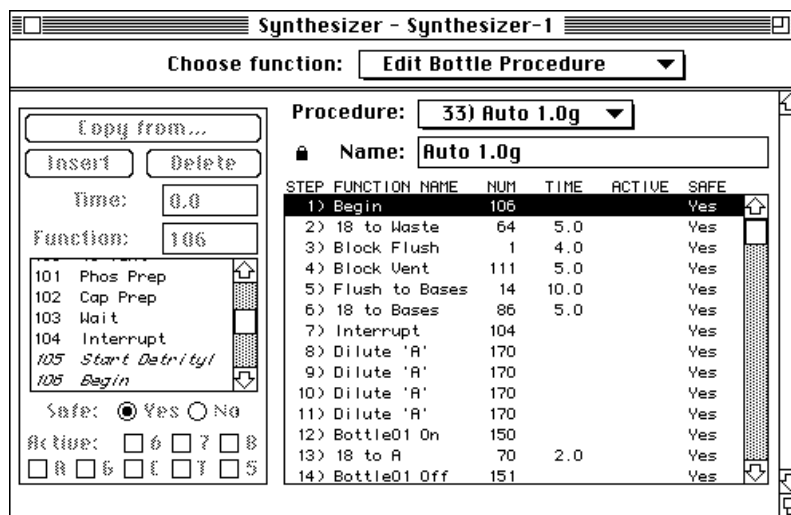 Synthesizer - Synthesizer-1
Choose function: Edit Bottle Procedure
Copy from...
Insert Delete
Time: 0.0
Function: 106
101 Phos Prep
102 Cap Prep
103 Wait
104 Interrupt
105 Start Detrityl
106 Begin
Safe: Yes No
Active: 6 7 8
A G C T 5
Procedure: 33) Auto 1.0g
Name: Auto 1.0g
STEP FUNCTION NAME NUM TIME ACTIVE SAFE
1) Begin 106 Yes
2) 18 to Waste 64 5.0 Yes
3) Block Flush 1 4.0 Yes
4) Block Vent 111 5.0 Yes
5) Flush to Bases 14 10.0 Yes
6) 18 to Bases 86 5.0 Yes
7) Interrupt 104 Yes
8) Dilute 'A' 170 Yes
9) Dilute 'A' 170 Yes
10) Dilute 'A' 170 Yes
11) Dilute 'A' 170 Yes
12) Bottle01 On 150 Yes
13) 18 to A 70 2.0 Yes
14) Bottle01 Off 151 Yes